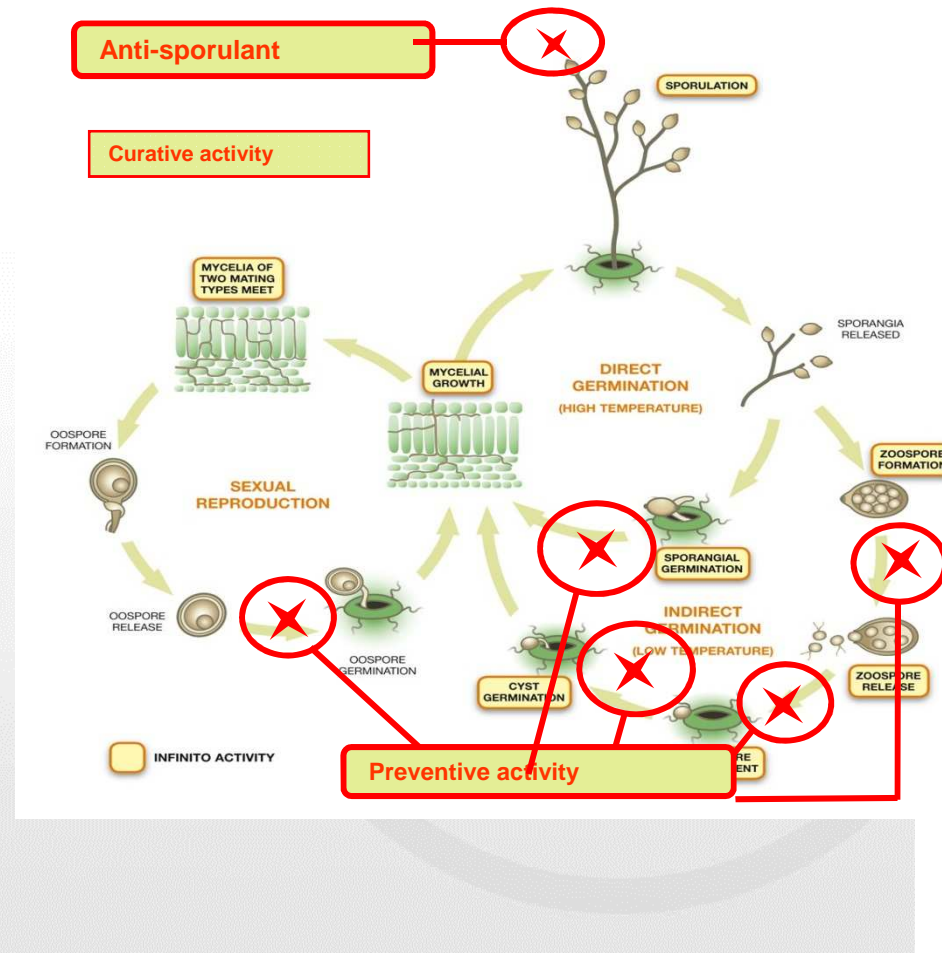 Anti-sporulant
SPORULATION
Curative activity
MYCELIA OF
TWO MATING
TYPES MEET
SPORANGIA
RELEASED
MYCELIAL
GROWTH
DIRECT
GERMINATION
(HIGH TEMPERATURE)
OOSPORE
FORMATION
ZOOSPORE
FORMATION
SEXUAL
REPRODUCTION
SPORANGIAL
GERMINATION
OOSPORE
RELEASE
INDIRECT
GERMINATION
(LOW TEMPERATURE)
OOSPORE
GERMINATION
ZOOSPORE
RELEASE
CYST
GERMINATION
INFINITO ACTIVITY
Preventive activity